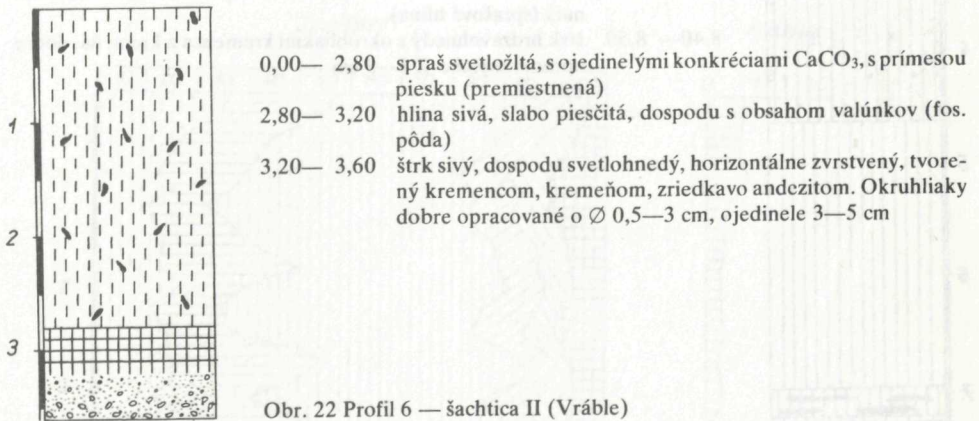 0,00— 2,80 spraš svetložltá, s ojedinelými konkréciami CaCO₃, s prímesou
piesku (premiestnená)
2,80— 3,20 hlina sivá, slabo piesčitá, dospodu s obsahom valúnkov (fos.
pôda)
3,20— 3,60 štrk sivý, dospodu svetlohnedý, horizontálne zvrstvený, tvore-
ný kremencom, kremeňom, zriedkavo andezitom. Okruhliaky
dobre opracované o ∅ 0,5—3 cm, ojedinele 3—5 cm
1
2
3
Obr. 22 Profil 6 — šachtica II (Vráble)